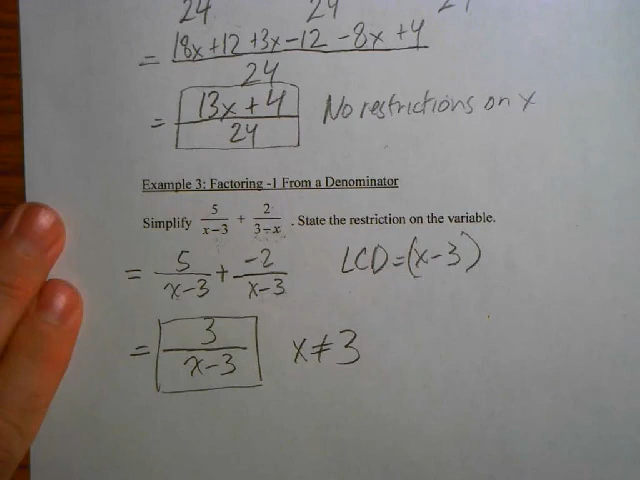 24 24 24
= 18x+12+3x-12-8x+4
24
= 13x+4 No restrictions on x
24
Example 3: Factoring -1 From a Denominator
5 2
Simplify + . State the restriction on the variable.
x-3 3-x
= 5 + -2 LCD=(x-3)
x-3 x-3
= 3 x≠3
x-3